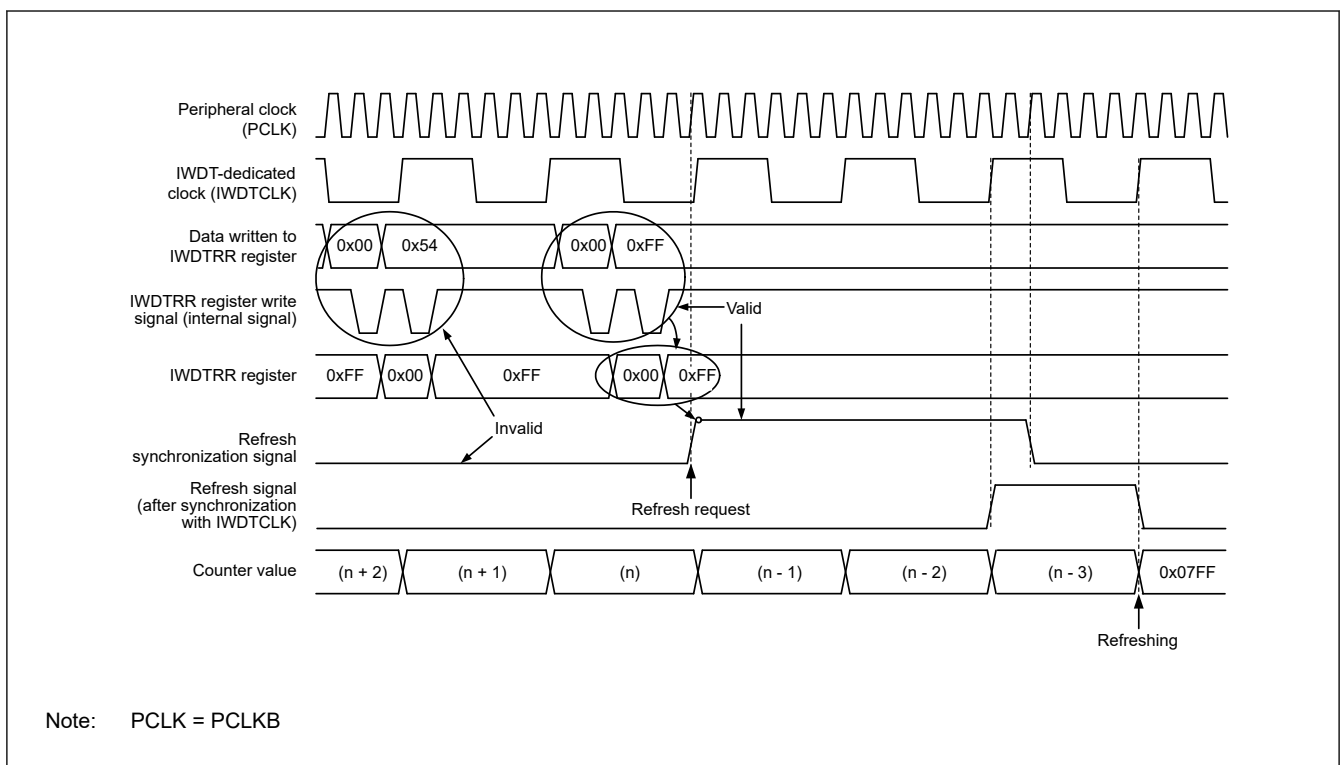 Peripheral clock
(PCLK)
IWDT-dedicated
clock (IWDTCLK)
Data written to
IWDTRR register
0x00 0x54 0x00 0xFF
IWDTRR register write
signal (internal signal)
Valid
IWDTRR register
0xFF 0x00 0xFF 0x00 0xFF
Invalid
Refresh
synchronization signal
Refresh request
Refresh signal
(after synchronization
with IWDTCLK)
Counter value
(n + 2) (n + 1) (n) (n - 1) (n - 2) (n - 3) 0x07FF
Refreshing
Note: PCLK = PCLKB